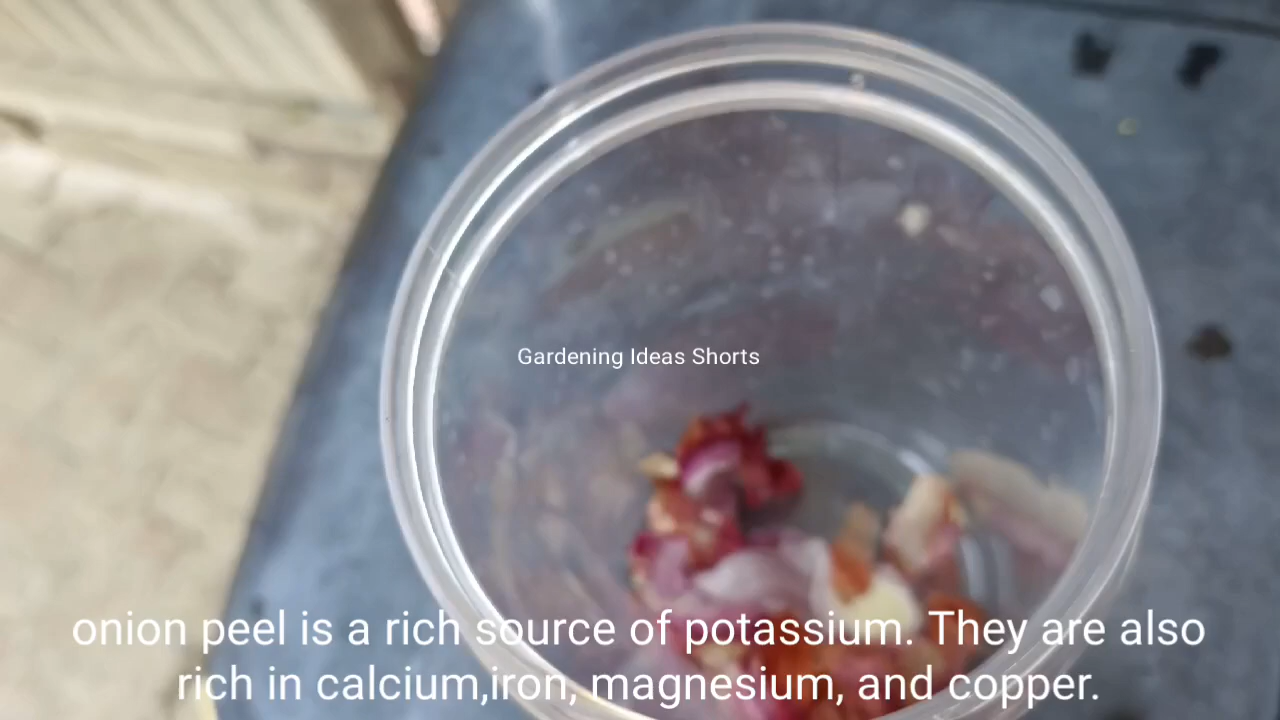 Gardening Ideas Shorts
onion peel is a rich source of potassium. They are also
rich in calcium,iron, magnesium, and copper.